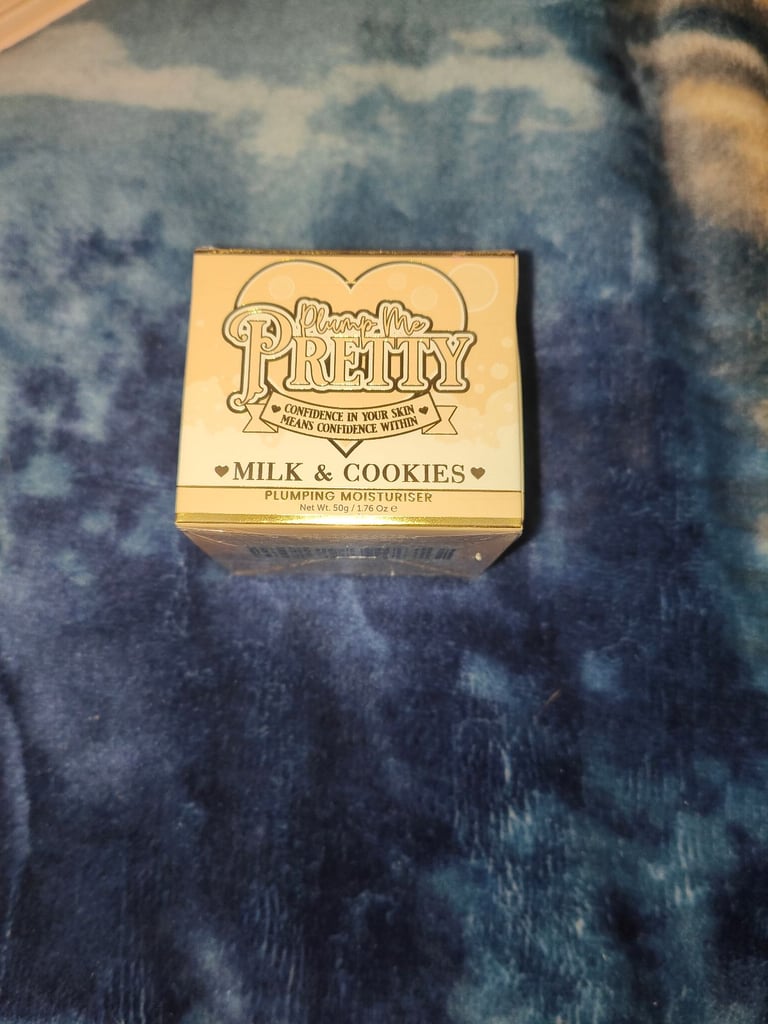 Plump Me
PRETTY
CONFIDENCE IN YOUR SKIN
MEANS CONFIDENCE WITHIN
MILK & COOKIES
PLUMPING MOISTURISER
Net Wt. 50g / 1.76 Oz ℮